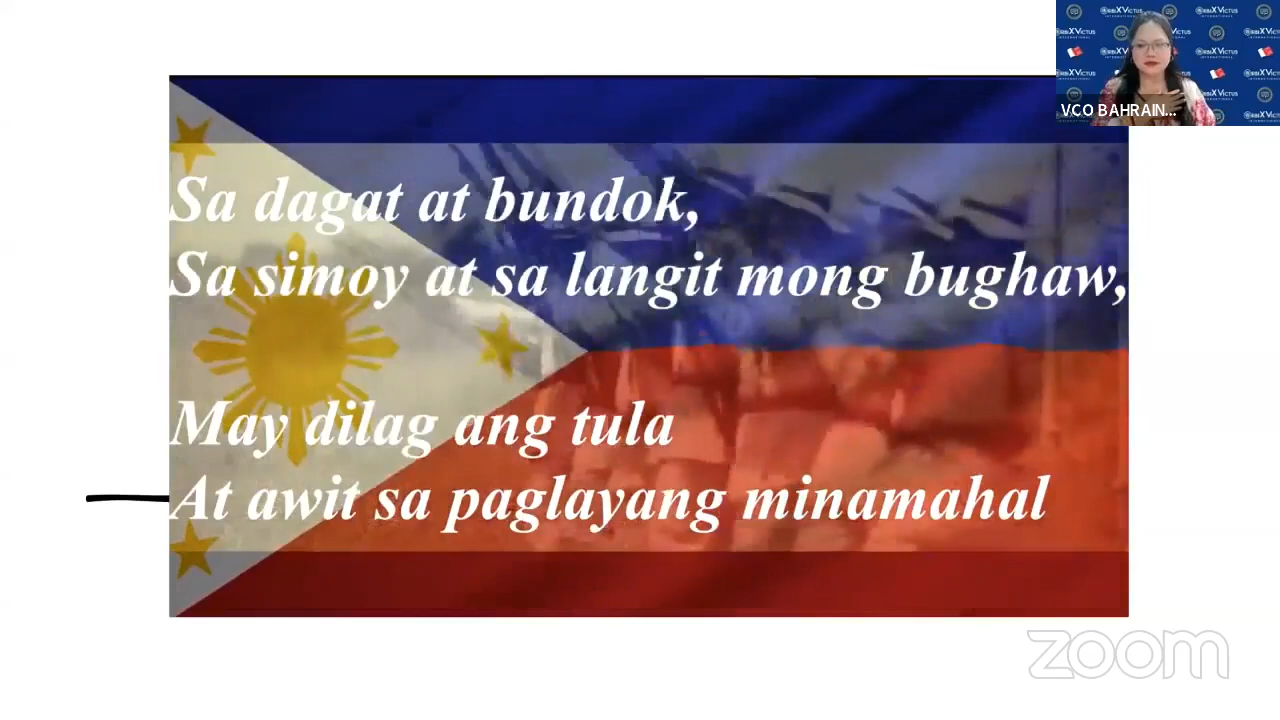 Sa dagat at bundok,
Sa simoy at sa langit mong bughaw,
May dilag ang tula
At awit sa paglayang minamahal
VCO BAHRAIN...
zoom